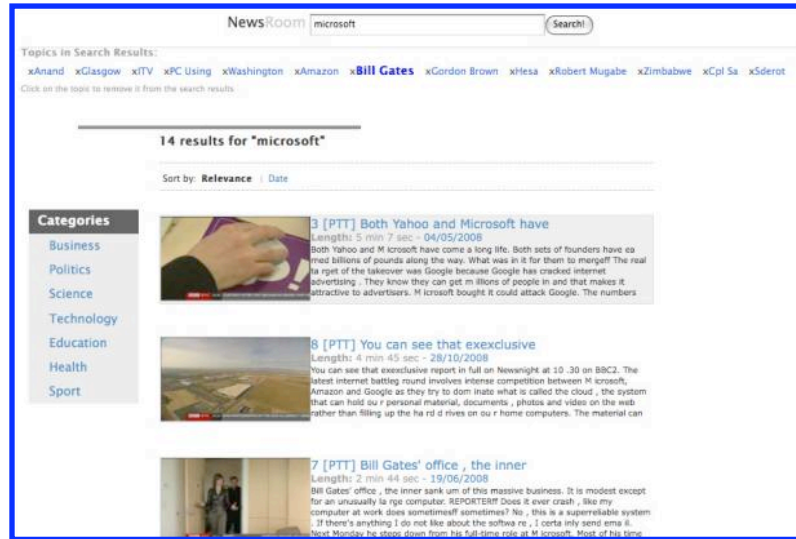 NewsRoom microsoft Search!
Topics in Search Results:
xAnand xGlasgow xITV xPC Using xWashington xAmazon xBill Gates xGordon Brown xHesa xRobert Mugabe xZimbabwe xCpl Sa xSderot
Click on the topic to remove it from the search results
14 results for "microsoft"
Sort by: Relevance | Date
Categories
Business
Politics
Science
Technology
Education
Health
Sport
3 [PTT] Both Yahoo and Microsoft have
Length: 5 min 7 sec - 04/05/2008
Both Yahoo and M icrosoft have come a long life. Both sets of founders have ea
rned billions of pounds along the way. What was in it for them to mergeff The real
ta rget of the takeover was Google because Google has cracked internet
advertising . They know they can get m illions of people in and that makes it
attractive to advertisers. M icrosoft bought it could attack Google. The numbers
8 [PTT] You can see that exexclusive
Length: 4 min 45 sec - 28/10/2008
You can see that exexclusive report in full on Newsnight at 10 .30 on BBC2. The
latest internet battleg round involves intense competition between M icrosoft,
Amazon and Google as they try to dom inate what is called the cloud , the system
that can hold ou r personal material, documents , photos and video on the web
rather than filling up the ha rd d rives on ou r home computers. The material can
7 [PTT] Bill Gates' office , the inner
Length: 2 min 44 sec - 19/06/2008
Bill Gates' office , the inner sank um of this massive business. It is modest except
for an unusually la rge computer. REPORTERff Does it ever crash , like my
computer at work does sometimesff sometimes? No , this is a superreliable system
. If there's anything I do not like about the softwa re , I certa inly send ema il.
Next Monday he steps down from his full-time role at M icrosoft. Most of his time